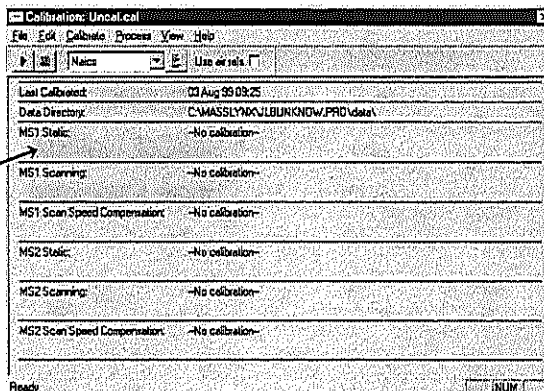 Calibration: Uncal.cal
File Edit Calibrate Process View Help
Naics Use air refs
Last Calibrated: 03 Aug 99 09:25
Data Directory: C:\MASSLYNX\JLBUNKNOW.PRO\data\
MS1 Static: --No calibration--
MS1 Scanning: --No calibration--
MS1 Scan Speed Compensation: --No calibration--
MS2 Static: --No calibration--
MS2 Scanning: --No calibration--
MS2 Scan Speed Compensation: --No calibration--
Ready NUM